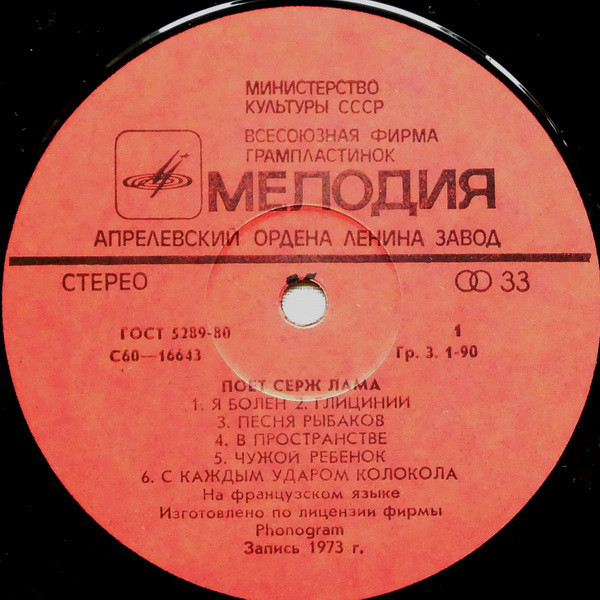 МИНИСТЕРСТВО
КУЛЬТУРЫ СССР
ВСЕСОЮЗНАЯ ФИРМА
ГРАМПЛАСТИНОК
МЕЛОДИЯ
АПРЕЛЕВСКИЙ ОРДЕНА ЛЕНИНА ЗАВОД
СТЕРЕО 33
ГОСТ 5289-80 1
С60—16643 Гр. 3. 1-90
ПОЕТ СЕРЖ ЛАМА
1. Я БОЛЕН 2. ГЛИЦИНИИ
3. ПЕСНЯ РЫБАКОВ
4. В ПРОСТРАНСТВЕ
5. ЧУЖОЙ РЕБЕНОК
6. С КАЖДЫМ УДАРОМ КОЛОКОЛА
На французском языке
Изготовлено по лицензии фирмы
Phonogram
Запись 1973 г.